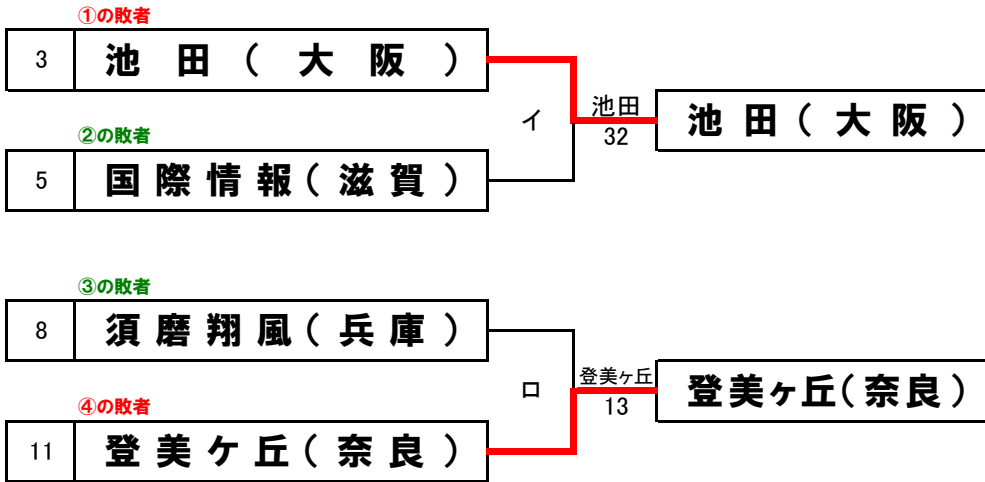 ①の敗者
3 池田(大阪)
イ
池田
32
池田(大阪)
②の敗者
5 国際情報(滋賀)
③の敗者
8 須磨翔風(兵庫)
ロ
登美ヶ丘
13
登美ヶ丘(奈良)
④の敗者
11 登美ケ丘(奈良)